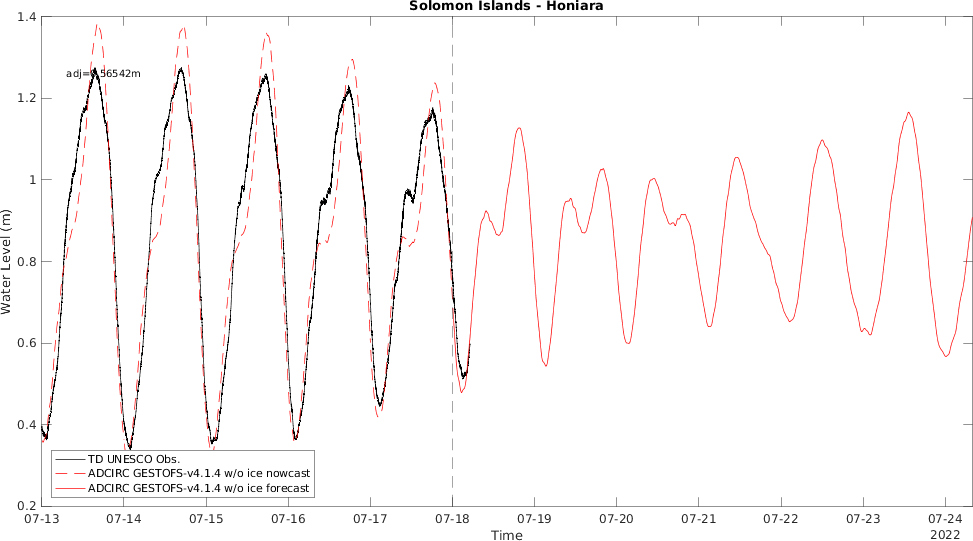 Solomon Islands - Honiara
1.4
1.2
1
0.8
0.6
0.4
0.2
Water Level (m)
56542m
TD UNESCO Obs.
ADCIRC GESTOFS-v4.1.4 w/o ice nowcast
ADCIRC GESTOFS-v4.1.4 w/o ice forecast
07-13 07-14 07-15 07-16 07-17 07-18 07-19 07-20 07-21 07-22 07-23 07-24
Time
2022